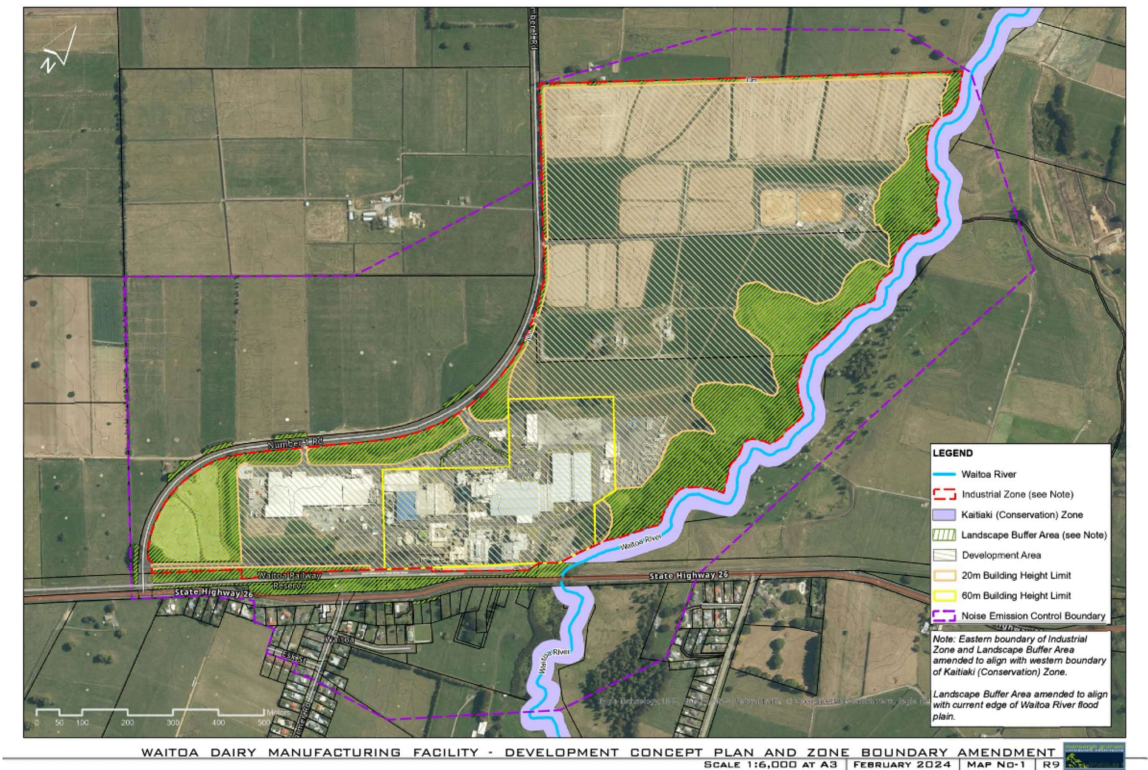 N
Number 1 Rd
State Highway 26
Waitoa Railway
Reserve
Waitoa River
State Highway 26
Waitoa
Waitoa River
0 50 100 200 300 400 500
LEGEND
Waitoa River
Industrial Zone (see Note)
Kaitiaki (Conservation) Zone
Landscape Buffer Area (see Note)
Development Area
20m Building Height Limit
60m Building Height Limit
Noise Emission Control Boundary
Note: Eastern boundary of Industrial
Zone and Landscape Buffer Area
amended to align with western boundary
of Kaitiaki (Conservation) Zone.
Landscape Buffer Area amended to align
with current edge of Waitoa River flood
plain.
WAITOA DAIRY MANUFACTURING FACILITY - DEVELOPMENT CONCEPT PLAN AND ZONE BOUNDARY AMENDMENT
SCALE 1:6,000 AT A3 | FEBRUARY 2024 | MAP NO-1 | R9